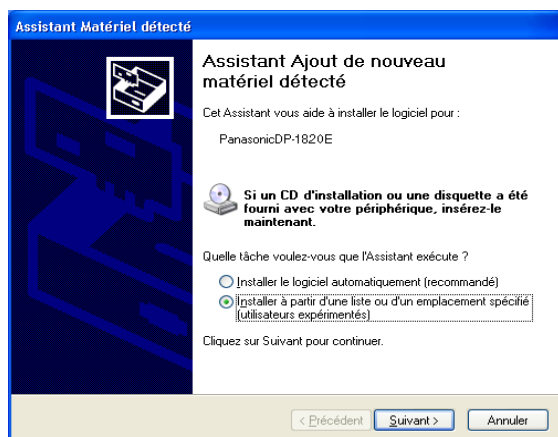 Assistant Matériel détecté
Assistant Ajout de nouveau
matériel détecté
Cet Assistant vous aide à installer le logiciel pour :
PanasonicDP-1820E
Si un CD d'installation ou une disquette a été
fourni avec votre périphérique, insérez-le
maintenant.
Quelle tâche voulez-vous que l'Assistant exécute ?
Installer le logiciel automatiquement (recommandé)
Installer à partir d'une liste ou d'un emplacement spécifié
(utilisateurs expérimentés)
Cliquez sur Suivant pour continuer.
< Précédent Suivant > Annuler